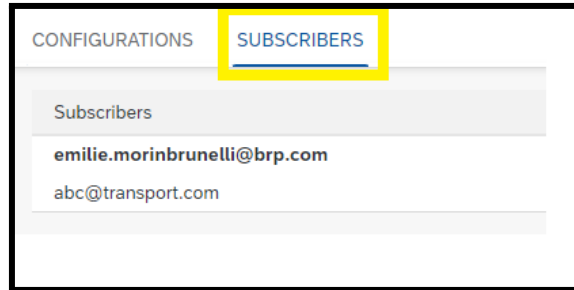 CONFIGURATIONS SUBSCRIBERS
Subscribers
emilie.morinbrunelli@brp.com
abc@transport.com